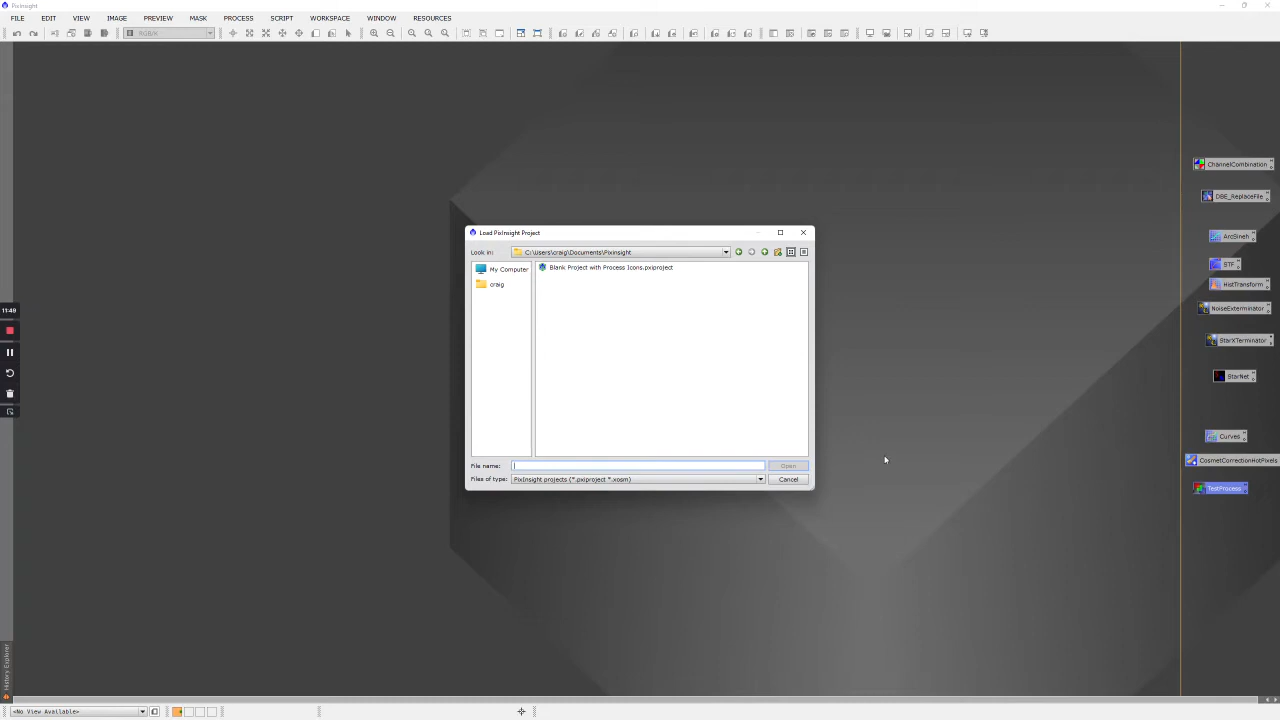 PixInsight
FILE EDIT VIEW IMAGE PREVIEW MASK PROCESS SCRIPT WORKSPACE WINDOW RESOURCES
RGB/K
ChannelCombination
DBE_ReplaceFile
Load PixInsight Project
Look in: C:\Users\craig\Documents\Pixinsight
My Computer
craig
Blank Project with Process Icons.pxiproject
ArcSineh
STF
HistTransform
NoiseExterminator
StarXTerminator
StarNet
Curves
CosmetCorrectionHotPixels
TestProcess
11:49
File name: Open
Files of type: PixInsight projects (*.pxiproject *.xosm) Cancel
History Explorer
<No View Available>